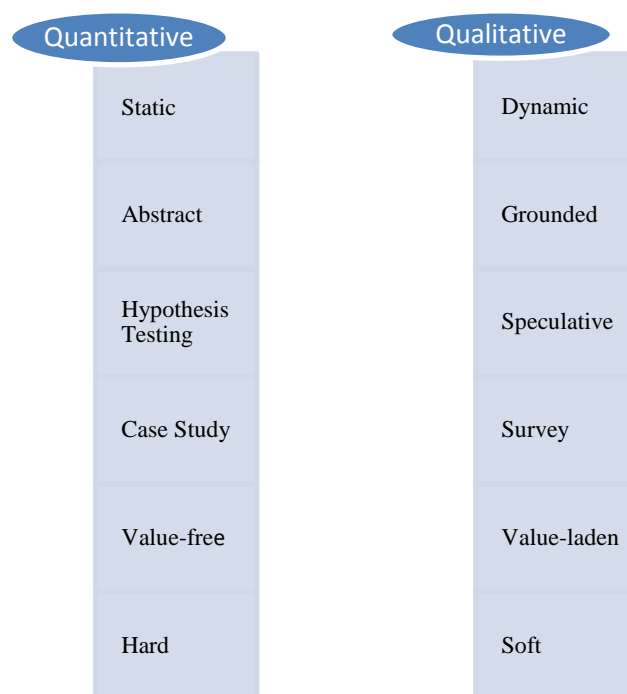 Quantitative
Static
Abstract
Hypothesis
Testing
Case Study
Value-free
Hard
Qualitative
Dynamic
Grounded
Speculative
Survey
Value-laden
Soft